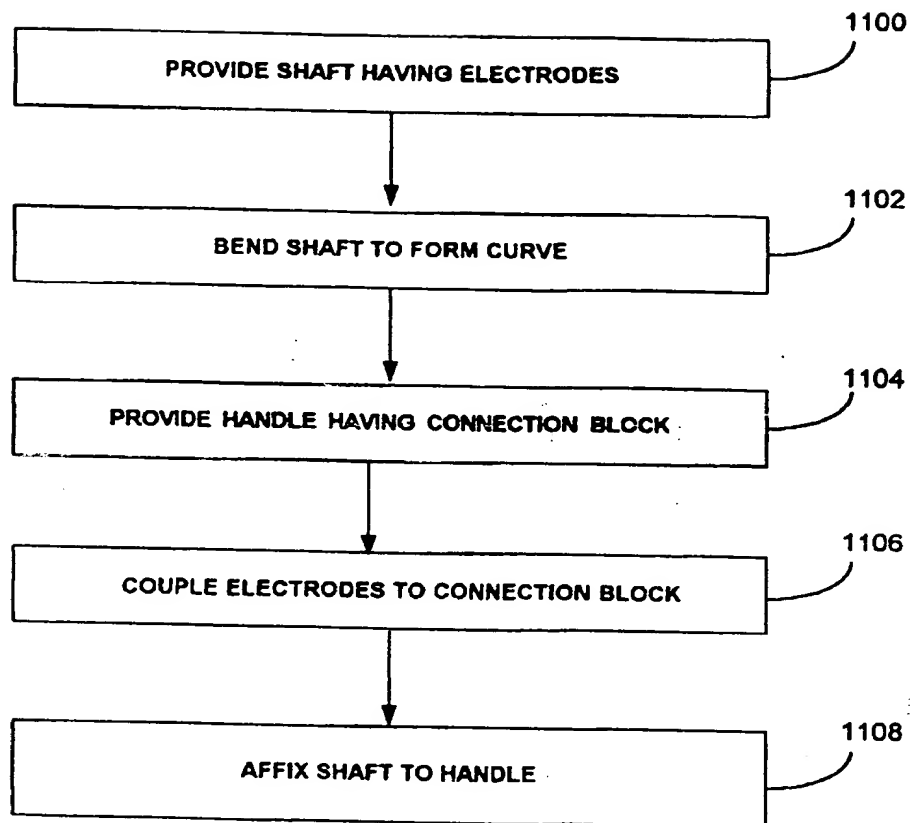 1100
PROVIDE SHAFT HAVING ELECTRODES
1102
BEND SHAFT TO FORM CURVE
1104
PROVIDE HANDLE HAVING CONNECTION BLOCK
1106
COUPLE ELECTRODES TO CONNECTION BLOCK
1108
AFFIX SHAFT TO HANDLE